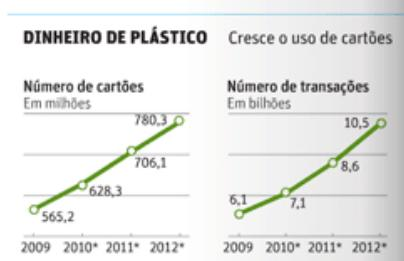 DINHEIRO DE PLÁSTICO Cresce o uso de cartões
Número de cartões
Em milhões
780,3
706,1
628,3
565,2
2009 2010* 2011* 2012*
Número de transações
Em bilhões
10,5
8,6
7,1
6,1
2009 2010* 2011* 2012*